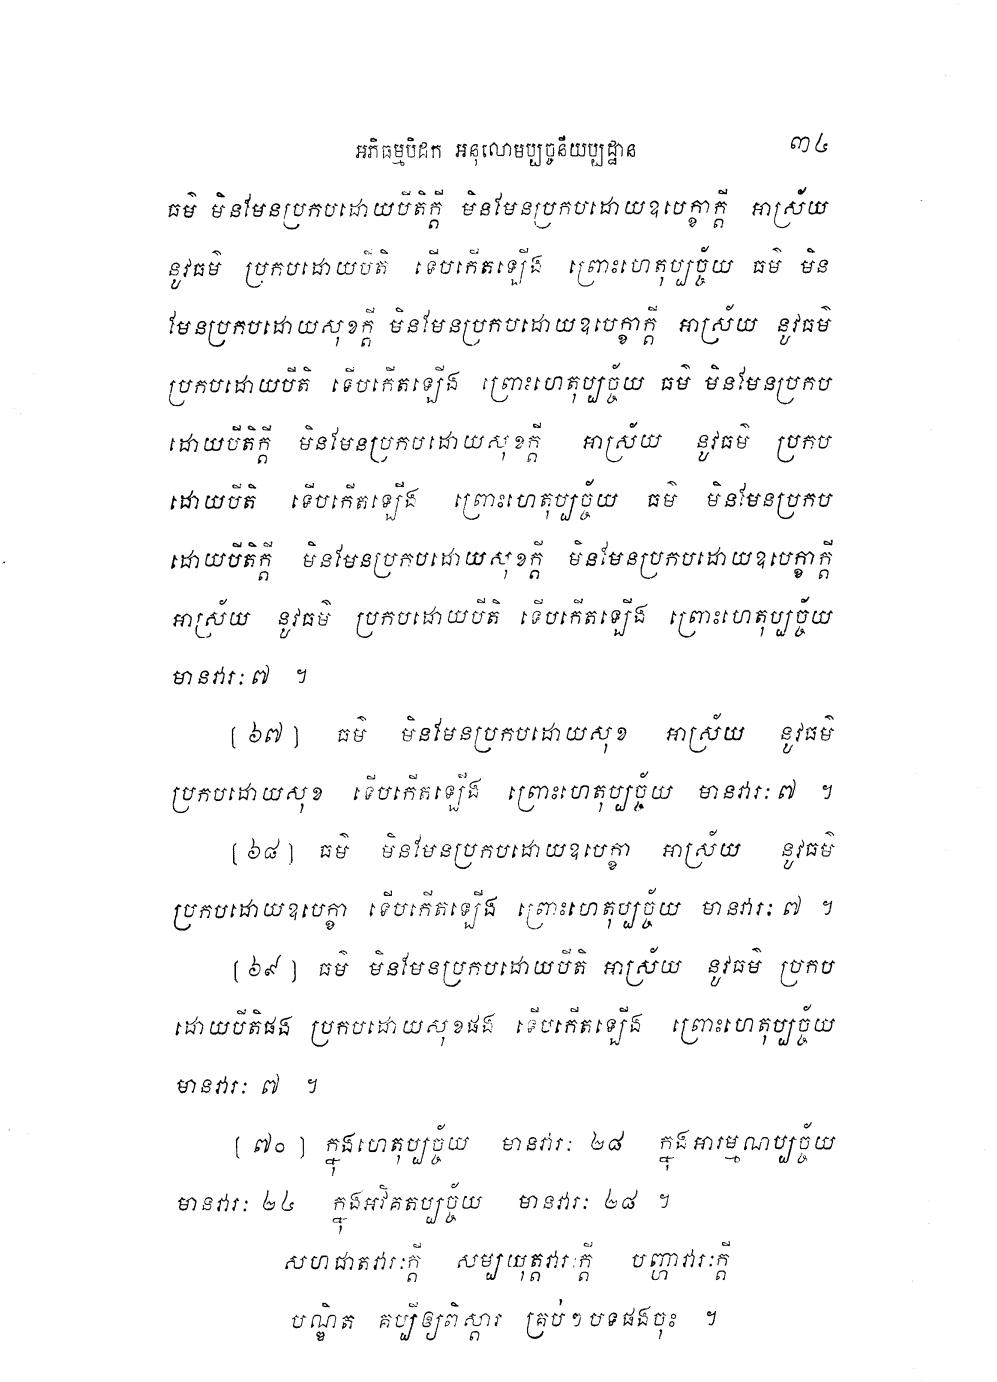 អភិធម្មបិដក អនុលោមប្បច្ចនីយប្បដ្ឋាន ៣៤
ធម៌ មិនមែនប្រកបដោយបីតិក្តី មិនមែនប្រកបដោយឧបេក្ខាក្តី អាស្រ័យ
នូវធម៌ ប្រកបដោយបីតិ ទើបកើតឡើង ព្រោះហេតុប្បច្ច័យ ធម៌ មិន
មែនប្រកបដោយសុខក្តី មិនមែនប្រកបដោយឧបេក្ខាក្តី អាស្រ័យ នូវធម៌
ប្រកបដោយបីតិ ទើបកើតឡើង ព្រោះហេតុប្បច្ច័យ ធម៌ មិនមែនប្រកប
ដោយបីតិក្តី មិនមែនប្រកបដោយសុខក្តី អាស្រ័យ នូវធម៌ ប្រកប
ដោយបីតិ ទើបកើតឡើង ព្រោះហេតុប្បច្ច័យ ធម៌ មិនមែនប្រកប
ដោយបីតិក្តី មិនមែនប្រកបដោយសុខក្តី មិនមែនប្រកបដោយឧបេក្ខាក្តី
អាស្រ័យ នូវធម៌ ប្រកបដោយបីតិ ទើបកើតឡើង ព្រោះហេតុប្បច្ច័យ
មានវារៈ ៧ ។
[ ៦៧ ] ធម៌ មិនមែនប្រកបដោយសុខ អាស្រ័យ នូវធម៌
ប្រកបដោយសុខ ទើបកើតឡើង ព្រោះហេតុប្បច្ច័យ មានវារៈ ៧ ។
[ ៦៨ ] ធម៌ មិនមែនប្រកបដោយឧបេក្ខា អាស្រ័យ នូវធម៌
ប្រកបដោយឧបេក្ខា ទើបកើតឡើង ព្រោះហេតុប្បច្ច័យ មានវារៈ ៧ ។
[ ៦៩ ] ធម៌ មិនមែនប្រកបដោយបីតិ អាស្រ័យ នូវធម៌ ប្រកប
ដោយបីតិផង ប្រកបដោយសុខផង ទើបកើតឡើង ព្រោះហេតុប្បច្ច័យ
មានវារៈ ៧ ។
[ ៧០ ] ក្នុងហេតុប្បច្ច័យ មានវារៈ ២៨ ក្នុងអារម្មណប្បច្ច័យ
មានវារៈ ២៤ ក្នុងអវិគតប្បច្ច័យ មានវារៈ ២៨ ។
សហជាតវារៈក្តី សម្បយុត្តវារៈក្តី បញ្ហាវារៈក្តី
បណ្ឌិត គប្បីឲ្យពិស្តារ គ្រប់ៗបទផងចុះ ។